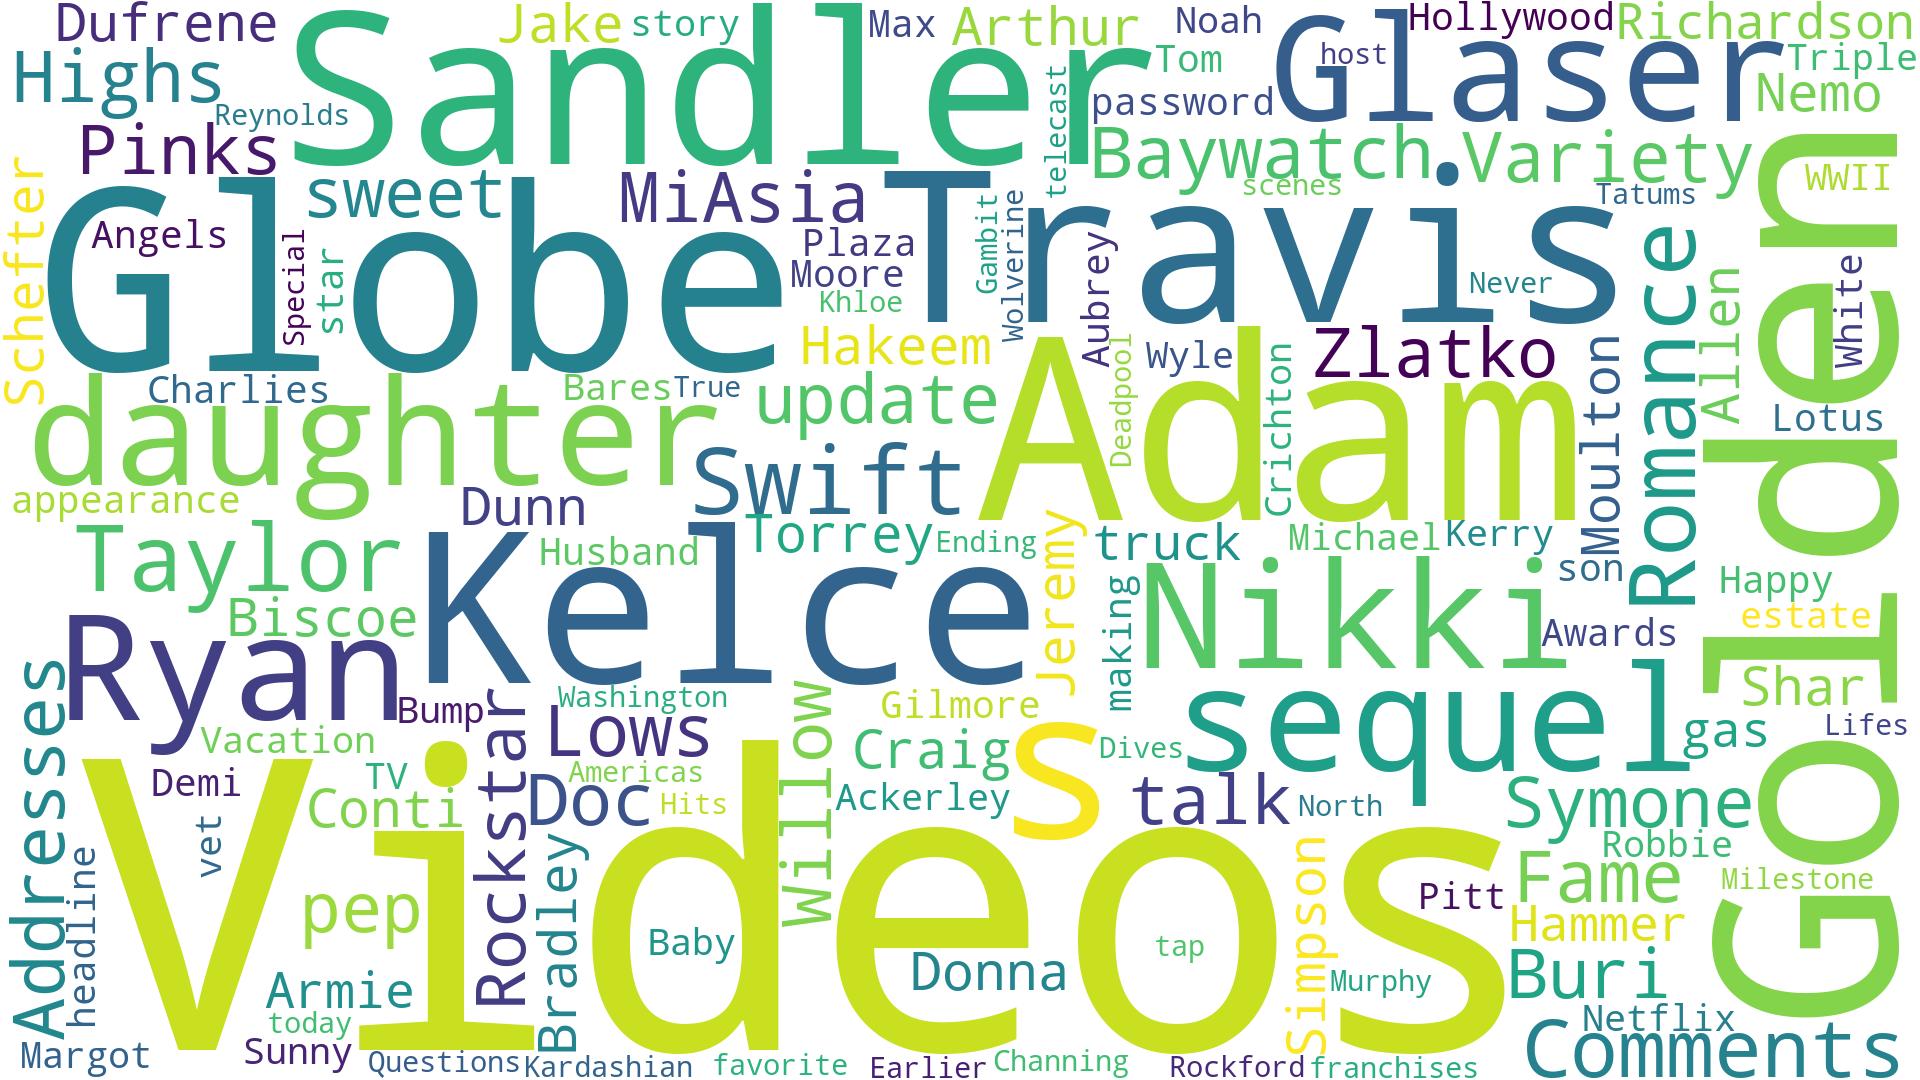 Dufrene
Sandler
Jake
story
Max
Arthur
Noah
Hollywood
Richardson
Highs
Glaser
host
Tom
Triple
Reynolds
telecast
password
Nemo
Pinks
Baywatch
Variety
Golden
Schefter
Globe
sweet
MiAsia
Travis
scenes
Tatums
WWII
Angels
Special
star
Plaza
Gambit
Wolverine
Aubrey
Moore
Never
Romance
Allen
White
Khloe
Hakeem
Adam
Deadpool
Wyle
Zlatko
Crichton
Moulton
daughter
Charlies
Bares
True
update
Lotus
Swift
appearance
Dunn
Taylor
Kelce
Husband
Torrey
Ending
Jeremy
truck
Michael
Kerry
son
Happy
Biscoe
Nikki
making
estate
Awards
Ryan
Addresses
Bump
Washington
Gilmore
sequel
Shar
Rockstar
Lows
Willow
s
gas
Lifes
Vacation
Craig
Dives
Videos
Demi
TV
Americas
Conti
Doc
Hits
Ackerley
talk
North
Symone
vet
Bradley
Simpson
Robbie
headline
pep
Pitt
Fame
Milestone
Hammer
Baby
tap
Donna
Murphy
Buri
Armie
today
Netflix
Comments
Margot
Sunny
Questions
Kardashian
favorite
Earlier
Channing
Rockford
franchises